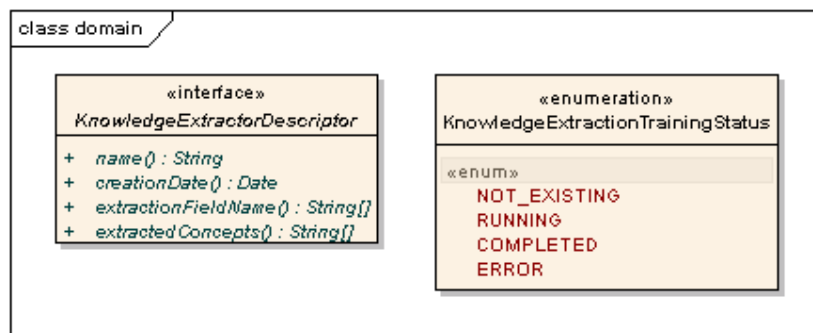 class domain
«interface»
KnowledgeExtractorDescriptor
+ name() : String
+ creationDate() : Date
+ extractionFieldName() : String[]
+ extractedConcepts() : String[]
«enumeration»
KnowledgeExtractionTrainingStatus
«enum»
NOT_EXISTING
RUNNING
COMPLETED
ERROR